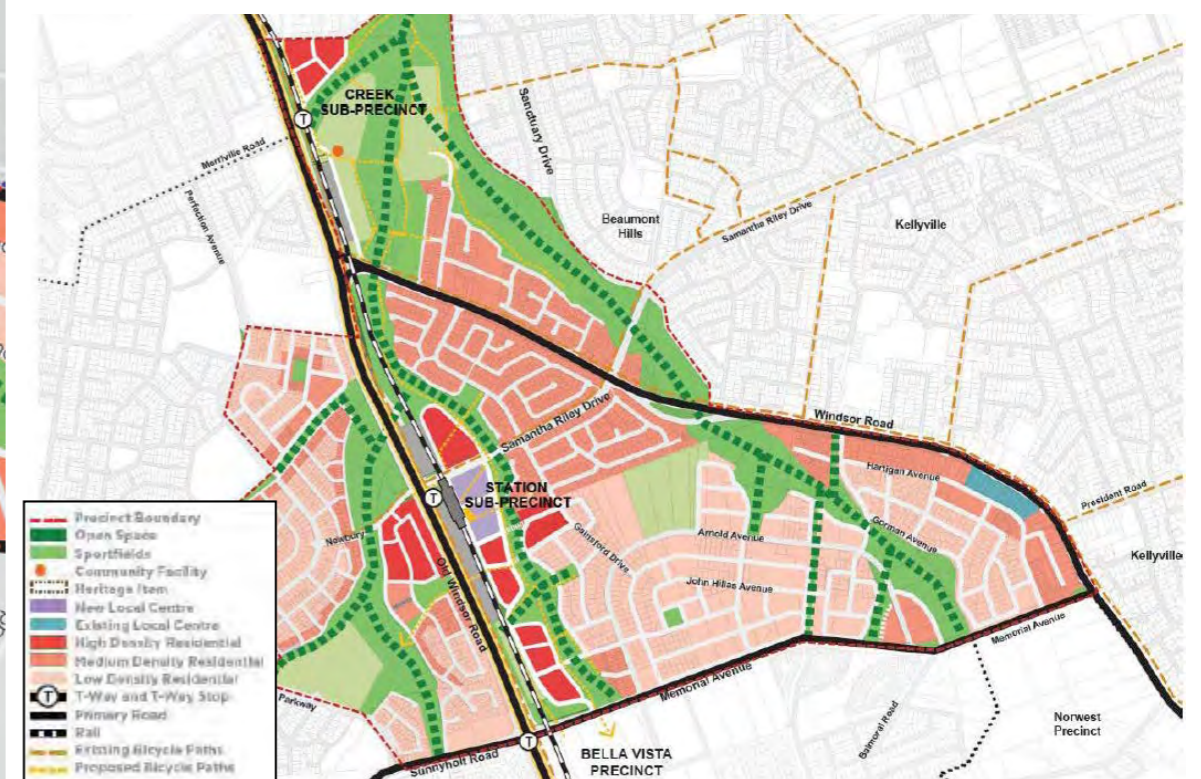 CREEK
SUB-PRECINCT
T
Merriville Road
Perfection Avenue
Sanctuary Drive
Beaumont
Hills
Samantha Riley Drive
Kellyville
Windsor Road
Samantha Riley Drive
STATION
SUB-PRECINCT
T
Hartigan Avenue
President Road
Kellyville
Gorman Avenue
Arnold Avenue
Gainsford Drive
John Hillas Avenue
Newbury
Old Windsor Road
Memorial Avenue
Memorial Avenue
Balmoral Road
Norwest
Precinct
Parkway
T
Sunnyholt Road
BELLA VISTA
PRECINCT
Precinct Boundary
Open Space
Sportfields
Community Facility
Heritage Item
New Local Centre
Existing Local Centre
High Density Residential
Medium Density Residential
Low Density Residential
T T-Way and T-Way Stop
Primary Road
Rail
Existing Bicycle Paths
Proposed Bicycle Paths